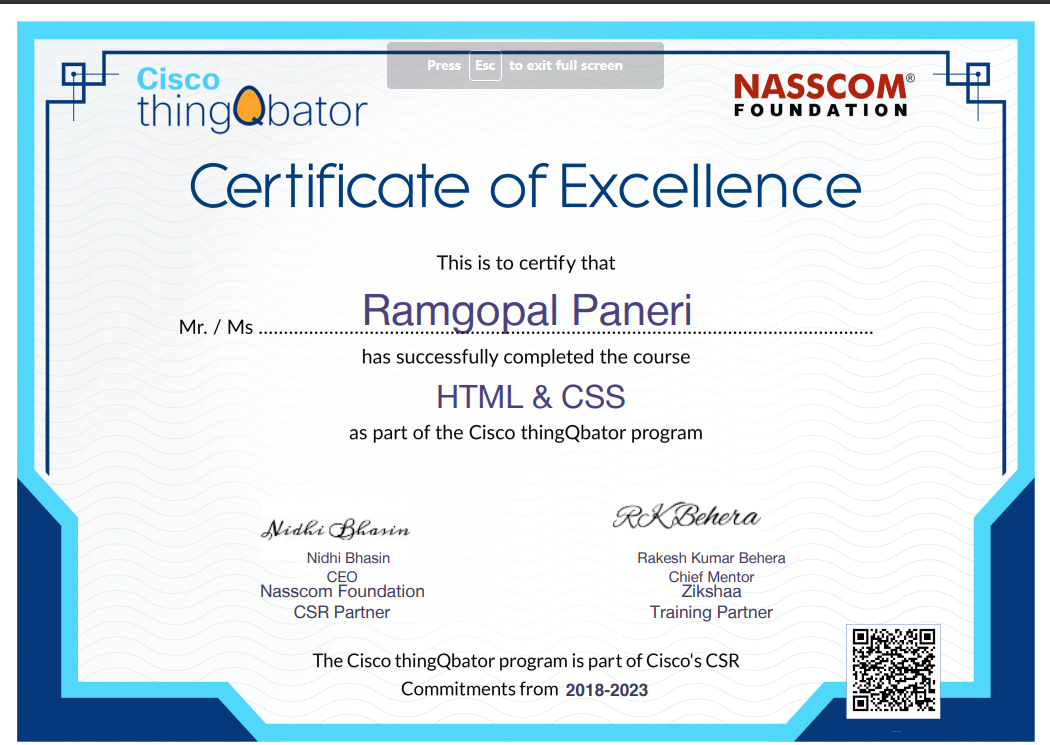 Press Esc to exit full screen
Cisco
thingQbator
NASSCOM®
FOUNDATION
Certificate of Excellence
This is to certify that
Mr. / Ms ........ Ramgopal Paneri ........
has successfully completed the course
HTML & CSS
as part of the Cisco thingQbator program
Nidhi Bhasin
RKBehera
Nidhi Bhasin
CEO
Nasscom Foundation
CSR Partner
Rakesh Kumar Behera
Chief Mentor
Zikshaa
Training Partner
The Cisco thingQbator program is part of Cisco's CSR
Commitments from 2018-2023